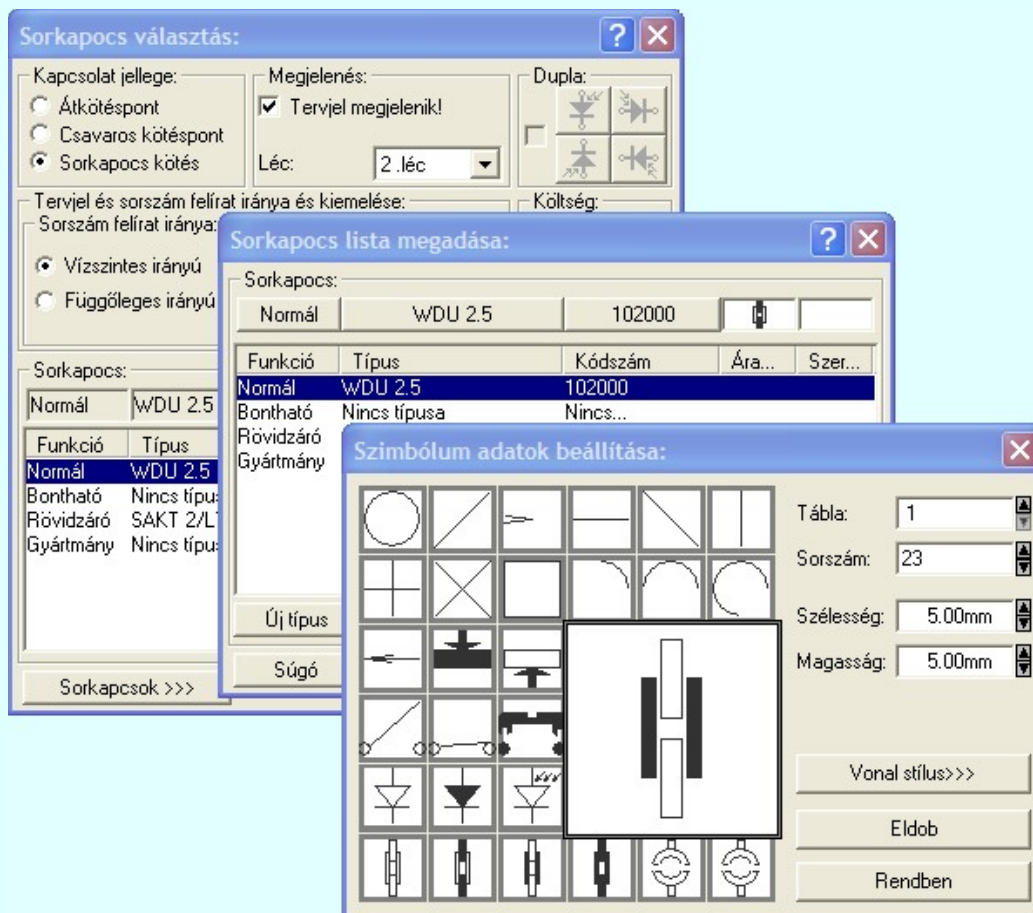 Sorkapocs választás:
Kapcsolat jellege:
Átkötéspont
Csavaros kötéspont
Sorkapocs kötés
Megjelenés:
Tervjel megjelenik!
Léc:
2 .léc
Dupla:
Tervjel és sorszám felírat iránya és kiemelése:
Sorszám felírat iránya:
Vízszintes irányú
Függőleges irányú
Költség:
Sorkapocs:
Normál WDU 2.5
Funkció Típus
Normál WDU 2.5
Bontható Nincs
Rövidzáró SAKT
Gyártmány Nincs
Sorkapcsok >>>
Sorkapocs lista megadása:
Sorkapocs:
Normál WDU 2.5 102000
Funkció Típus Kódszám Ára... Szer...
Normál WDU 2.5 102000
Bontható Nincs típusa Nincs...
Rövidzáró
Gyártmány
Új típus
Súgó
Szimbólum adatok beállítása:
Tábla: 1
Sorszám: 23
Szélesség: 5.00mm
Magasság: 5.00mm
Vonal stílus>>>
Eldob
Rendben